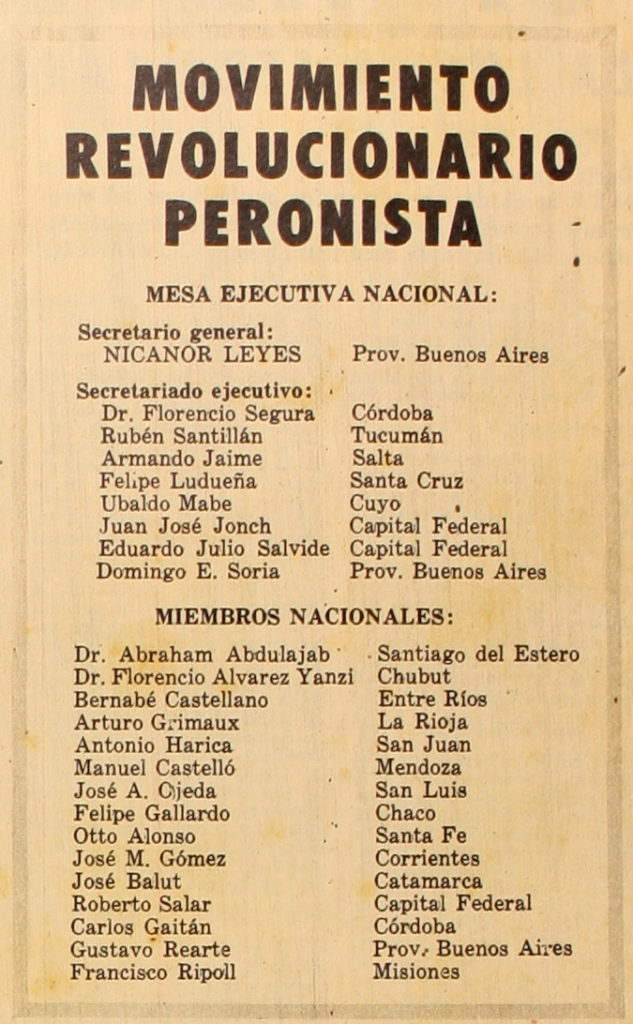 MOVIMIENTO
REVOLUCIONARIO
PERONISTA
MESA EJECUTIVA NACIONAL:
Secretario general:
NICANOR LEYES Prov. Buenos Aires
Secretariado ejecutivo:
Dr. Florencio Segura Córdoba
Rubén Santillán Tucumán
Armando Jaime Salta
Felipe Ludueña Santa Cruz
Ubaldo Mabe Cuyo
Juan José Jonch Capital Federal
Eduardo Julio Salvide Capital Federal
Domingo E. Soria Prov. Buenos Aires
MIEMBROS NACIONALES:
Dr. Abraham Abdulajab Santiago del Estero
Dr. Florencio Alvarez Yanzi Chubut
Bernabé Castellano Entre Ríos
Arturo Grimaux La Rioja
Antonio Harica San Juan
Manuel Castelló Mendoza
José A. Ojeda San Luis
Felipe Gallardo Chaco
Otto Alonso Santa Fe
José M. Gómez Corrientes
José Balut Catamarca
Roberto Salar Capital Federal
Carlos Gaitán Córdoba
Gustavo Rearte Prov. Buenos Aires
Francisco Ripoll Misiones